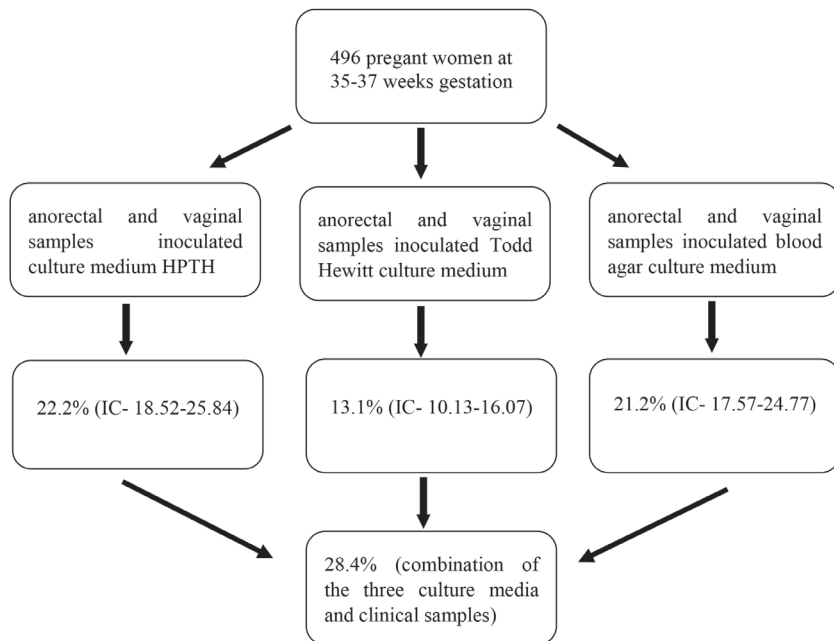 496 pregant women at
35-37 weeks gestation
anorectal and vaginal
samples inoculated
culture medium HPTH
anorectal and vaginal
samples inoculated Todd
Hewitt culture medium
anorectal and vaginal
samples inoculated blood
agar culture medium
22.2% (IC- 18.52-25.84)
13.1% (IC- 10.13-16.07)
21.2% (IC- 17.57-24.77)
28.4% (combination of
the three culture media
and clinical samples)